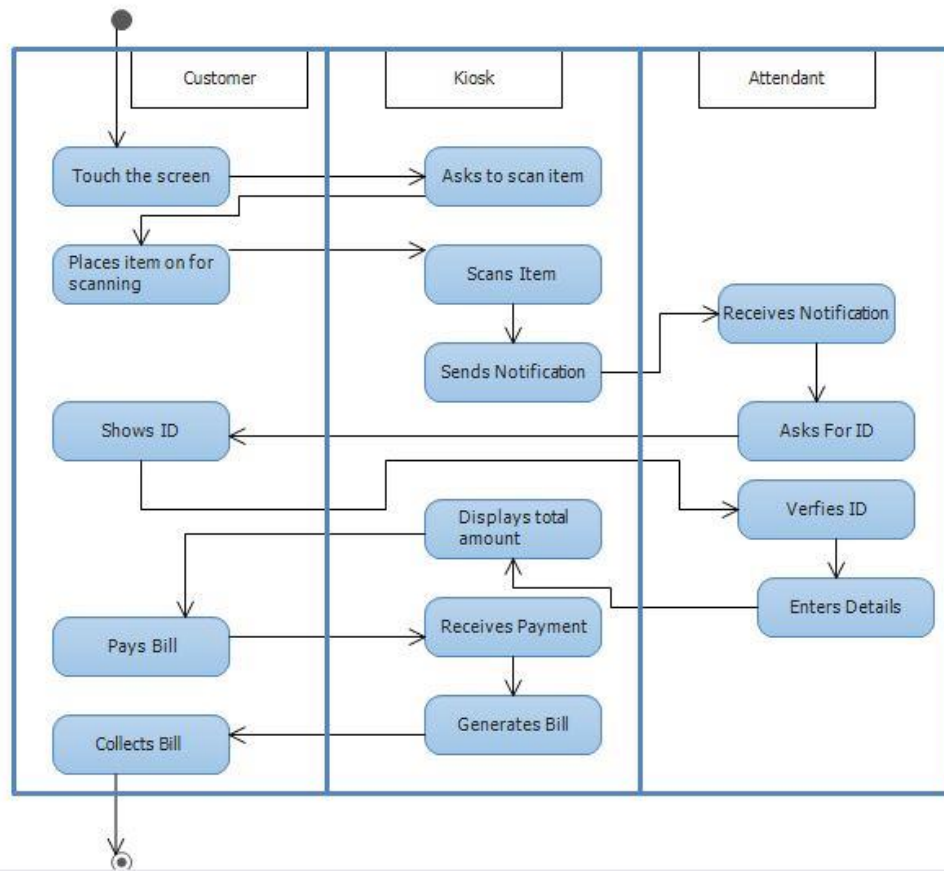 Customer
Kiosk
Attendant
Touch the screen
Asks to scan item
Places item on for
scanning
Scans Item
Receives Notification
Sends Notification
Shows ID
Asks For ID
Verfies ID
Displays total
amount
Enters Details
Pays Bill
Receives Payment
Generates Bill
Collects Bill